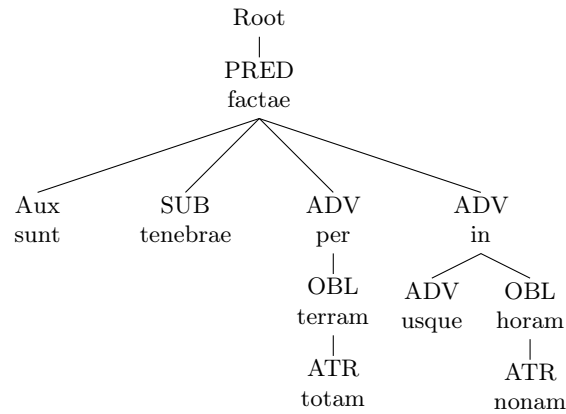 Root
PRED
factae
Aux SUB ADV ADV
sunt tenebrae per in
OBL ADV OBL
terram usque horam
ATR ATR
totam nonam